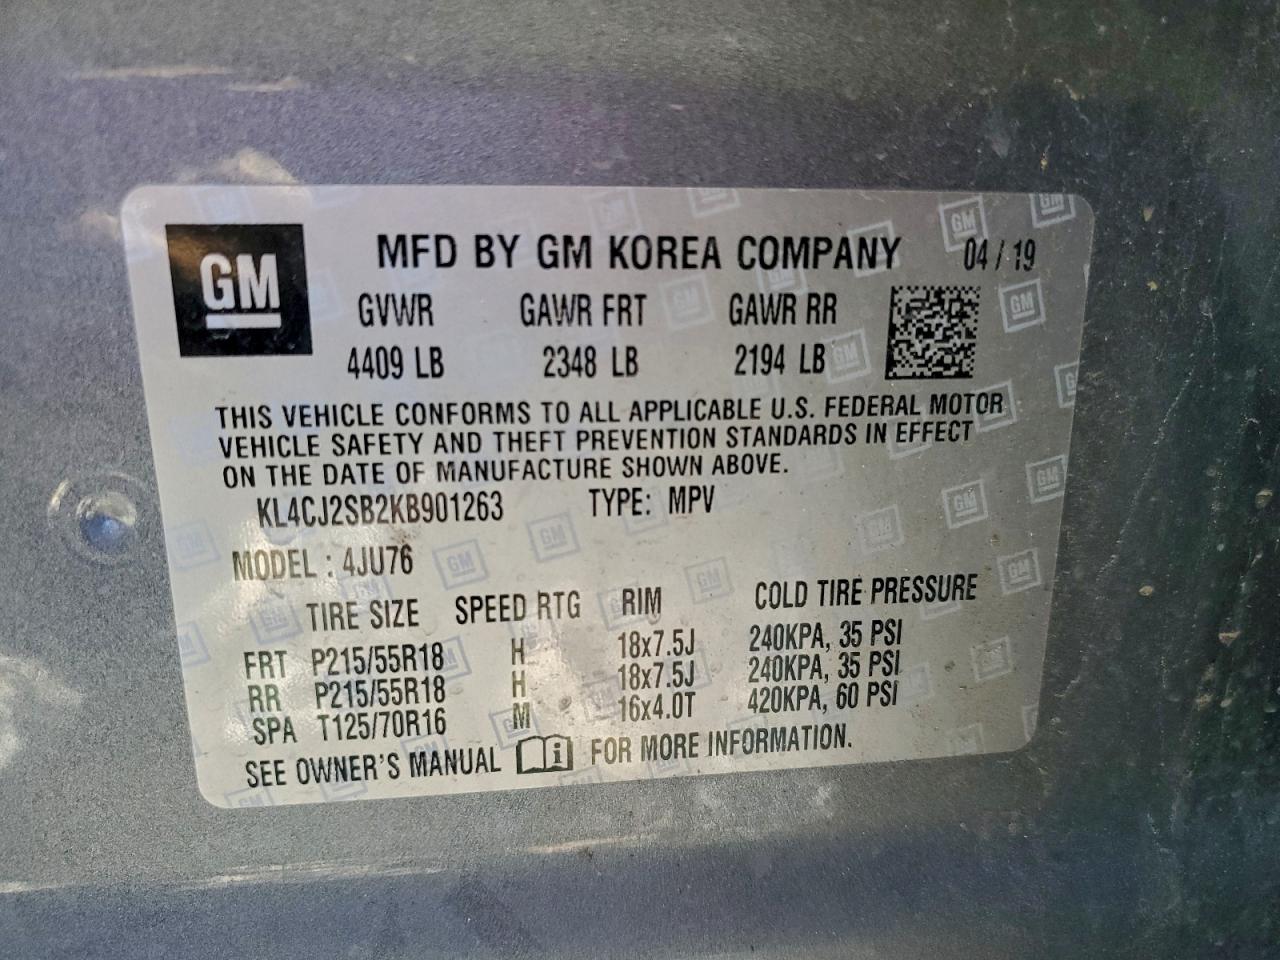 GM MFD BY GM KOREA COMPANY 04 / 19
GVWR GAWR FRT GAWR RR
4409 LB 2348 LB 2194 LB
THIS VEHICLE CONFORMS TO ALL APPLICABLE U.S. FEDERAL MOTOR
VEHICLE SAFETY AND THEFT PREVENTION STANDARDS IN EFFECT
ON THE DATE OF MANUFACTURE SHOWN ABOVE.
KL4CJ2SB2KB901263 TYPE: MPV
MODEL : 4JU76
TIRE SIZE SPEED RTG RIM COLD TIRE PRESSURE
FRT P215/55R18 H 18x7.5J 240KPA, 35 PSI
RR P215/55R18 H 18x7.5J 240KPA, 35 PSI
SPA T125/70R16 M 16x4.0T 420KPA, 60 PSI
SEE OWNER'S MANUAL i FOR MORE INFORMATION.